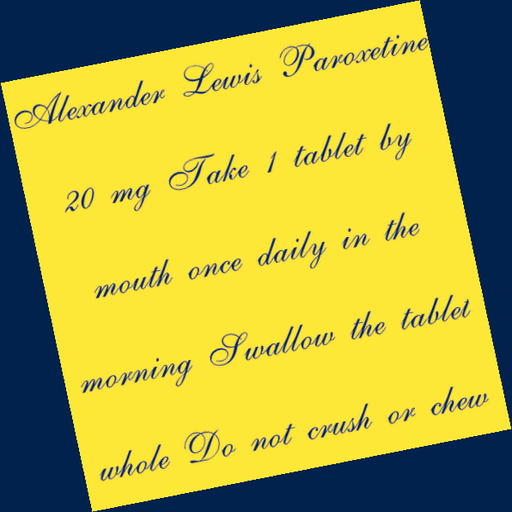 Alexander Lewis Paroxetine
20 mg Take 1 tablet by
mouth once daily in the
morning Swallow the tablet
whole Do not crush or chew